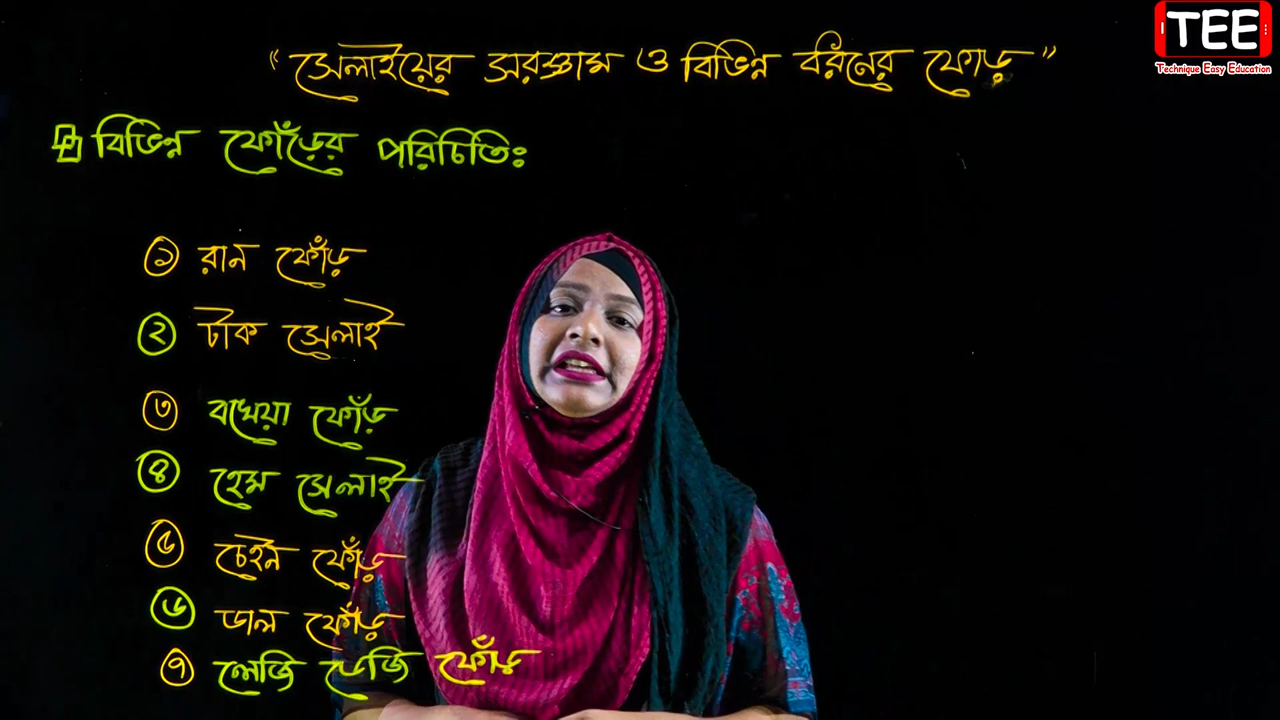 TEE
Technique Easy Education
“সেলাইয়ের সরঞ্জাম ও বিভিন্ন ধরনের ফোড়”
বিভিন্ন ফোঁড়ের পরিচিতিঃ
১ রান ফোঁড়
২ টাক সেলাই
৩ বখেয়া ফোঁড়
৪ হেম সেলাই
৫ চেইন ফোঁড়
৬ ডাল ফোঁড়
৭ লেজি ডেজি ফোঁড়